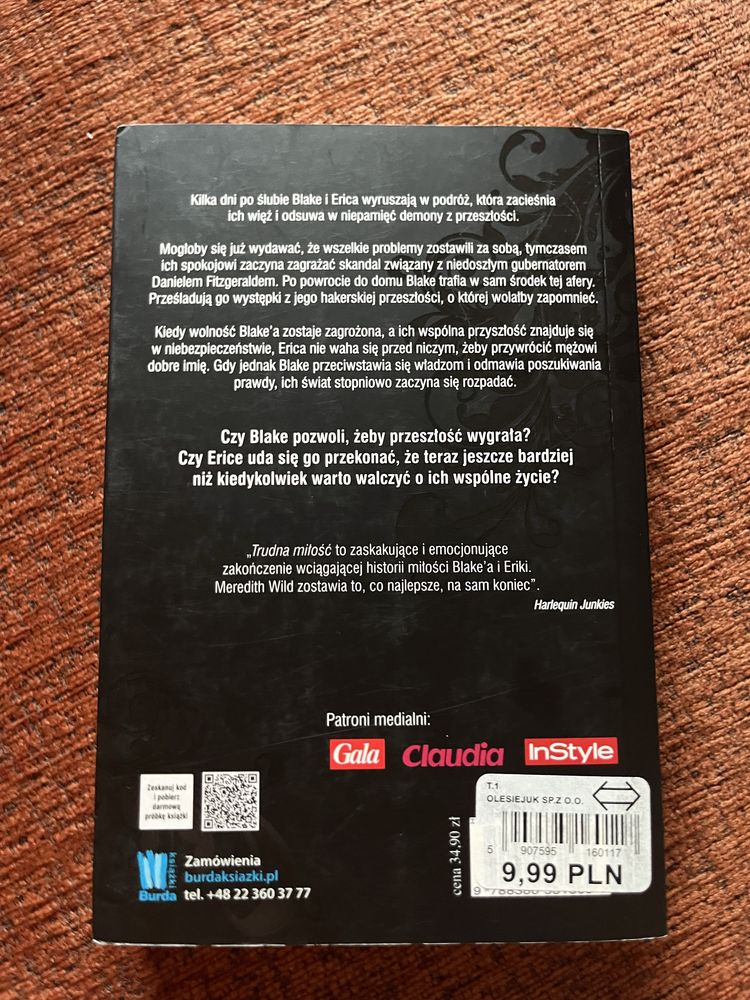 Kilka dni po ślubie Blake i Erica wyruszają w podróż, która zacieśnia
ich więź i odsuwa w niepamięć demony z przeszłości.
Mogłoby się już wydawać, że wszelkie problemy zostawili za sobą, tymczasem
ich spokojowi zaczyna zagrażać skandal związany z niedoszłym gubernatorem
Danielem Fitzgeraldem. Po powrocie do domu Blake trafia w sam środek tej afery.
Prześladują go występki z jego hakerskiej przeszłości, o której wolałby zapomnieć.
Kiedy wolność Blake'a zostaje zagrożona, a ich wspólna przyszłość znajduje się
w niebezpieczeństwie, Erica nie waha się przed niczym, żeby przywrócić mężowi
dobre imię. Gdy jednak Blake przeciwstawia się władzom i odmawia poszukiwania
prawdy, ich świat stopniowo zaczyna się rozpadać.
Czy Blake pozwoli, żeby przeszłość wygrała?
Czy Erice uda się go przekonać, że teraz jeszcze bardziej
niż kiedykolwiek warto walczyć o ich wspólne życie?
„Trudna miłość to zaskakujące i emocjonujące
zakończenie wciągającej historii miłości Blake'a i Eriki.
Meredith Wild zostawia to, co najlepsze, na sam koniec”.
Harlequin Junkies
Patroni medialni:
Gala Claudia InStyle
Zeskanuj kod
i pobierz
darmową
próbkę książki
książki
Burda
Zamówienia
burdaksiazki.pl
tel. +48 22 360 37 77
cena 34,90 zł
T.1
OLESIEJUK SP.Z O.O.
5 907595 160117
9,99 PLN